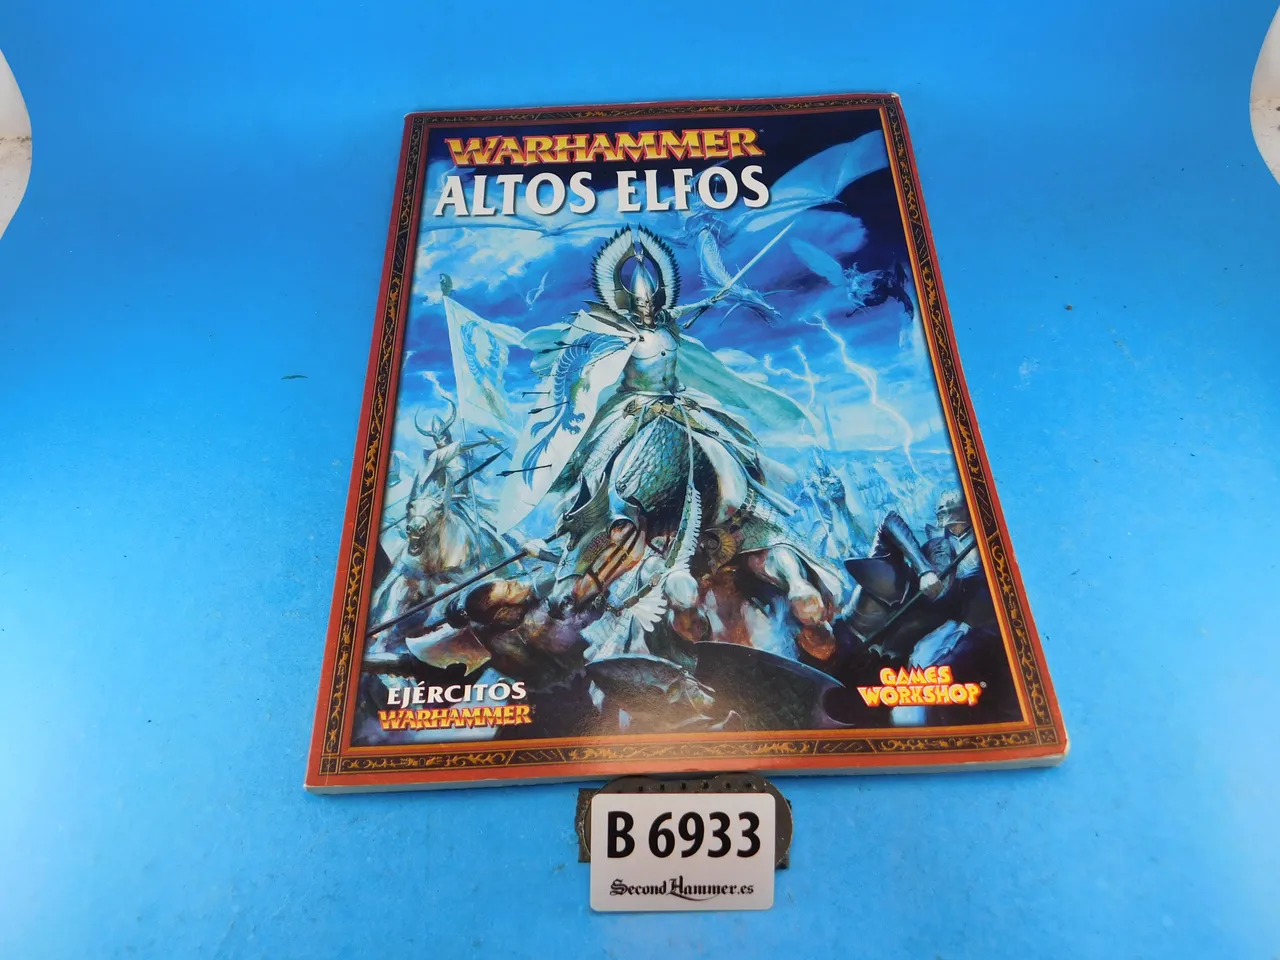 WARHAMMER
ALTOS ELFOS
EJÉRCITOS
WARHAMMER
GAMES
WORKSHOP®
B 6933
SecondHammer.es